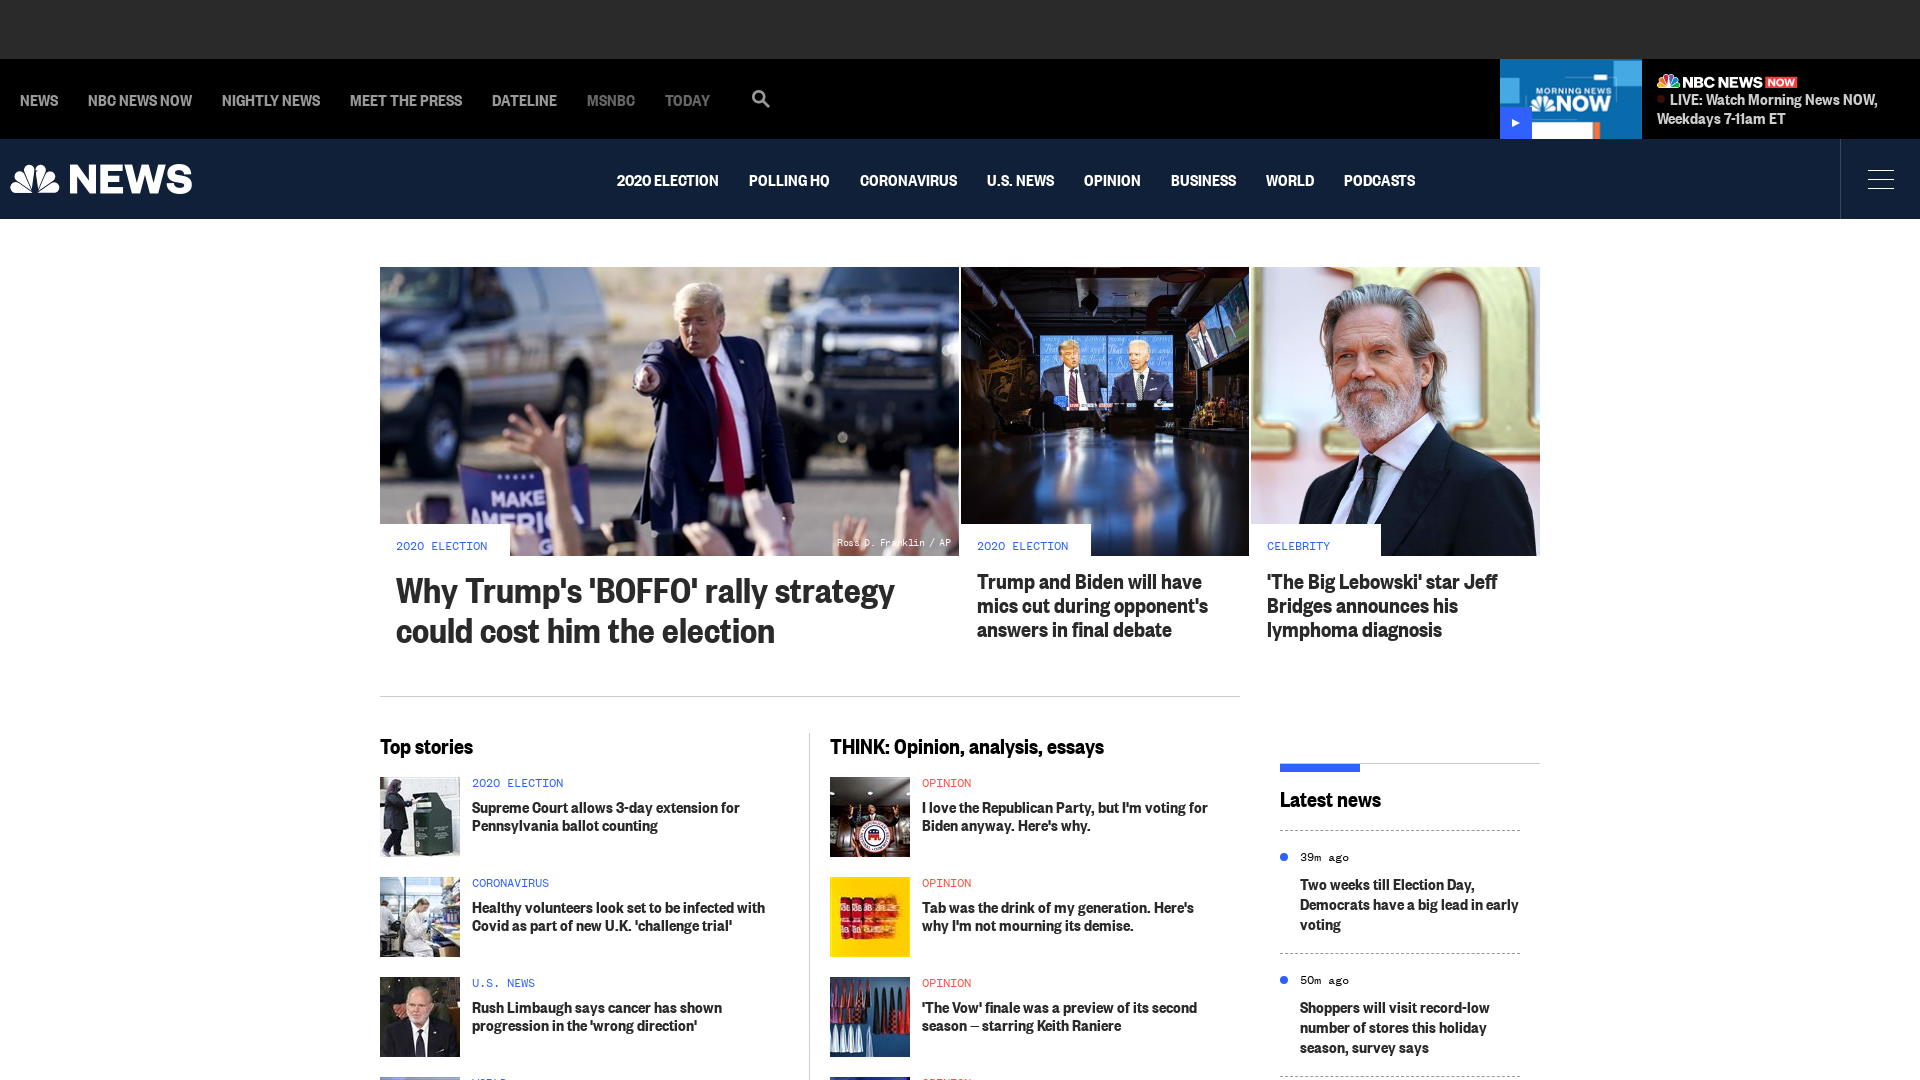 NEWS
NBC NEWS NOW
NIGHTLY NEWS
MEET THE PRESS
DATELINE
MSNBC
TODAY
MORNING NEWS
NOW
NBC NEWS NOW
LIVE: Watch Morning News NOW,
Weekdays 7-11am ET
NEWS
2020 ELECTION
POLLING HQ
CORONAVIRUS
U.S. NEWS
OPINION
BUSINESS
WORLD
PODCASTS
MAKE
AMERICA
Ross D. Franklin / AP
2020 ELECTION
Why Trump's 'BOFFO' rally strategy
could cost him the election
2020 ELECTION
Trump and Biden will have
mics cut during opponent's
answers in final debate
CELEBRITY
'The Big Lebowski' star Jeff
Bridges announces his
lymphoma diagnosis
Top stories
2020 ELECTION
Supreme Court allows 3-day extension for
Pennsylvania ballot counting
CORONAVIRUS
Healthy volunteers look set to be infected with
Covid as part of new U.K. 'challenge trial'
U.S. NEWS
Rush Limbaugh says cancer has shown
progression in the 'wrong direction'
THINK: Opinion, analysis, essays
OPINION
I love the Republican Party, but I'm voting for
Biden anyway. Here's why.
OPINION
Tab was the drink of my generation. Here's
why I'm not mourning its demise.
OPINION
'The Vow' finale was a preview of its second
season — starring Keith Raniere
Latest news
39m ago
Two weeks till Election Day,
Democrats have a big lead in early
voting
50m ago
Shoppers will visit record-low
number of stores this holiday
season, survey says